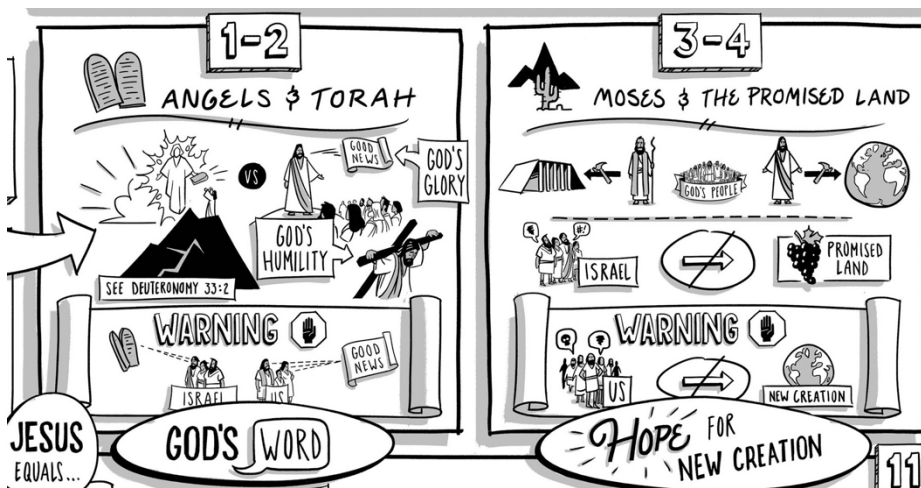 1-2
ANGELS & TORAH
VS
GOOD
NEWS
GOD'S
GLORY
GOD'S
HUMILITY
SEE DEUTERONOMY 33:2
WARNING
GOOD
NEWS
ISRAEL
US
JESUS
EQUALS...
GOD'S WORD
3-4
MOSES & THE PROMISED LAND
GOD'S PEOPLE
#!
ISRAEL
PROMISED
LAND
WARNING
US
NEW CREATION
HOPE FOR
NEW CREATION
11